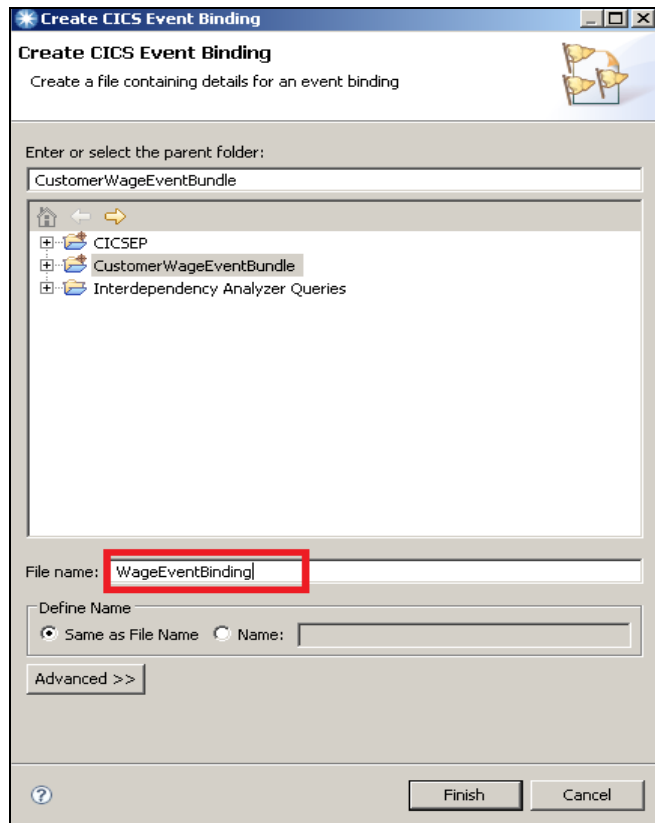 Create CICS Event Binding
Create CICS Event Binding
Create a file containing details for an event binding
Enter or select the parent folder:
CustomerWageEventBundle
CICSEP
CustomerWageEventBundle
Interdependency Analyzer Queries
File name: WageEventBinding
Define Name
Same as File Name Name:
Advanced >>
? Finish Cancel